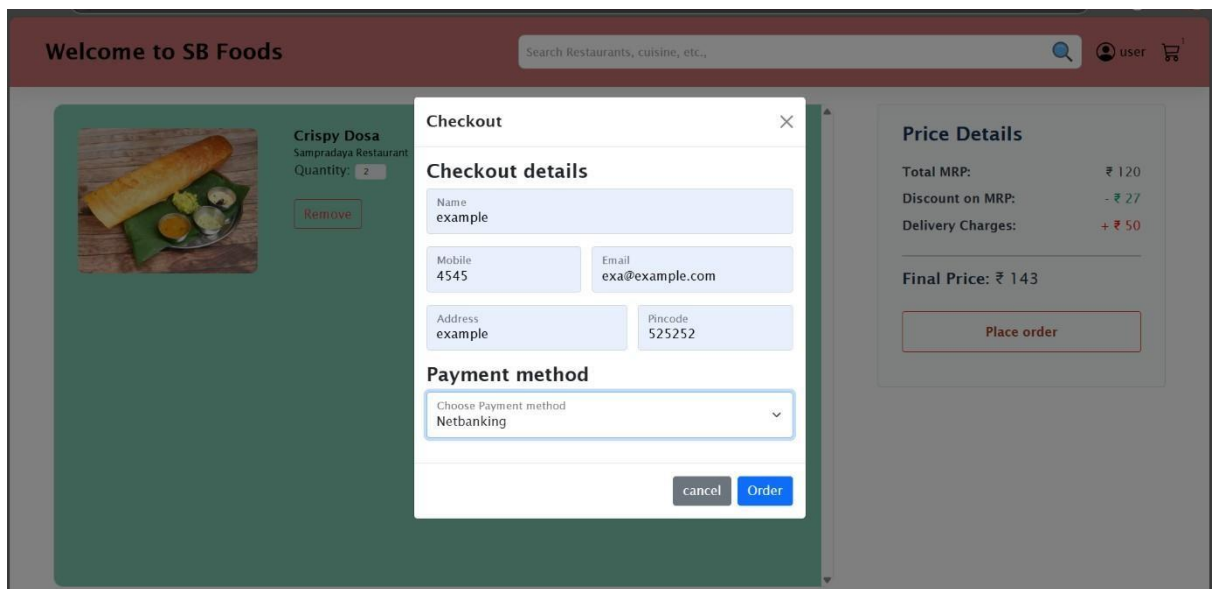 Welcome to SB Foods
Search Restaurants, cuisine, etc.,
user
1
Crispy Dosa
Sampradaya Restaurant
Quantity: 2
Remove
Checkout
Checkout details
Name
example
Mobile
4545
Email
exa@example.com
Address
example
Pincode
525252
Payment method
Choose Payment method
Netbanking
cancel
Order
Price Details
Total MRP: ₹ 120
Discount on MRP: - ₹ 27
Delivery Charges: + ₹ 50
Final Price: ₹ 143
Place order